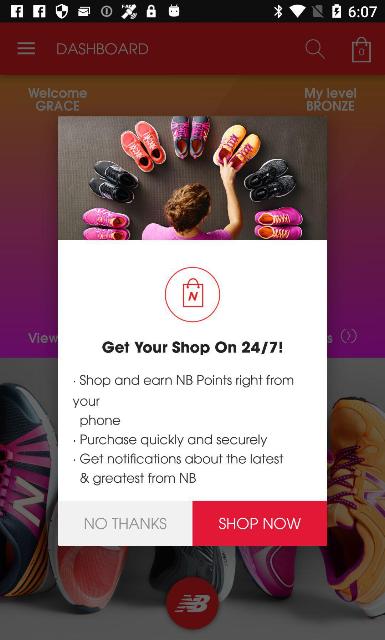 6:07
DASHBOARD
0
Welcome
GRACE
My level
BRONZE
N
Get Your Shop On 24/7!
View
s
· Shop and earn NB Points right from
your
phone
· Purchase quickly and securely
· Get notifications about the latest
& greatest from NB
NO THANKS
SHOP NOW
NB